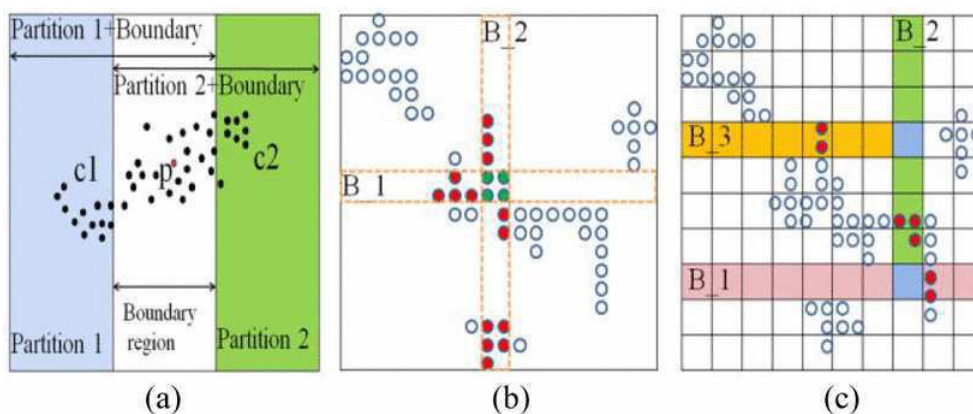 Partition 1+Boundary
Partition 2+Boundary
c1
p
c2
Boundary
region
Partition 1
Partition 2
(a)
B_2
B_1
(b)
B_2
B_3
B_1
(c)